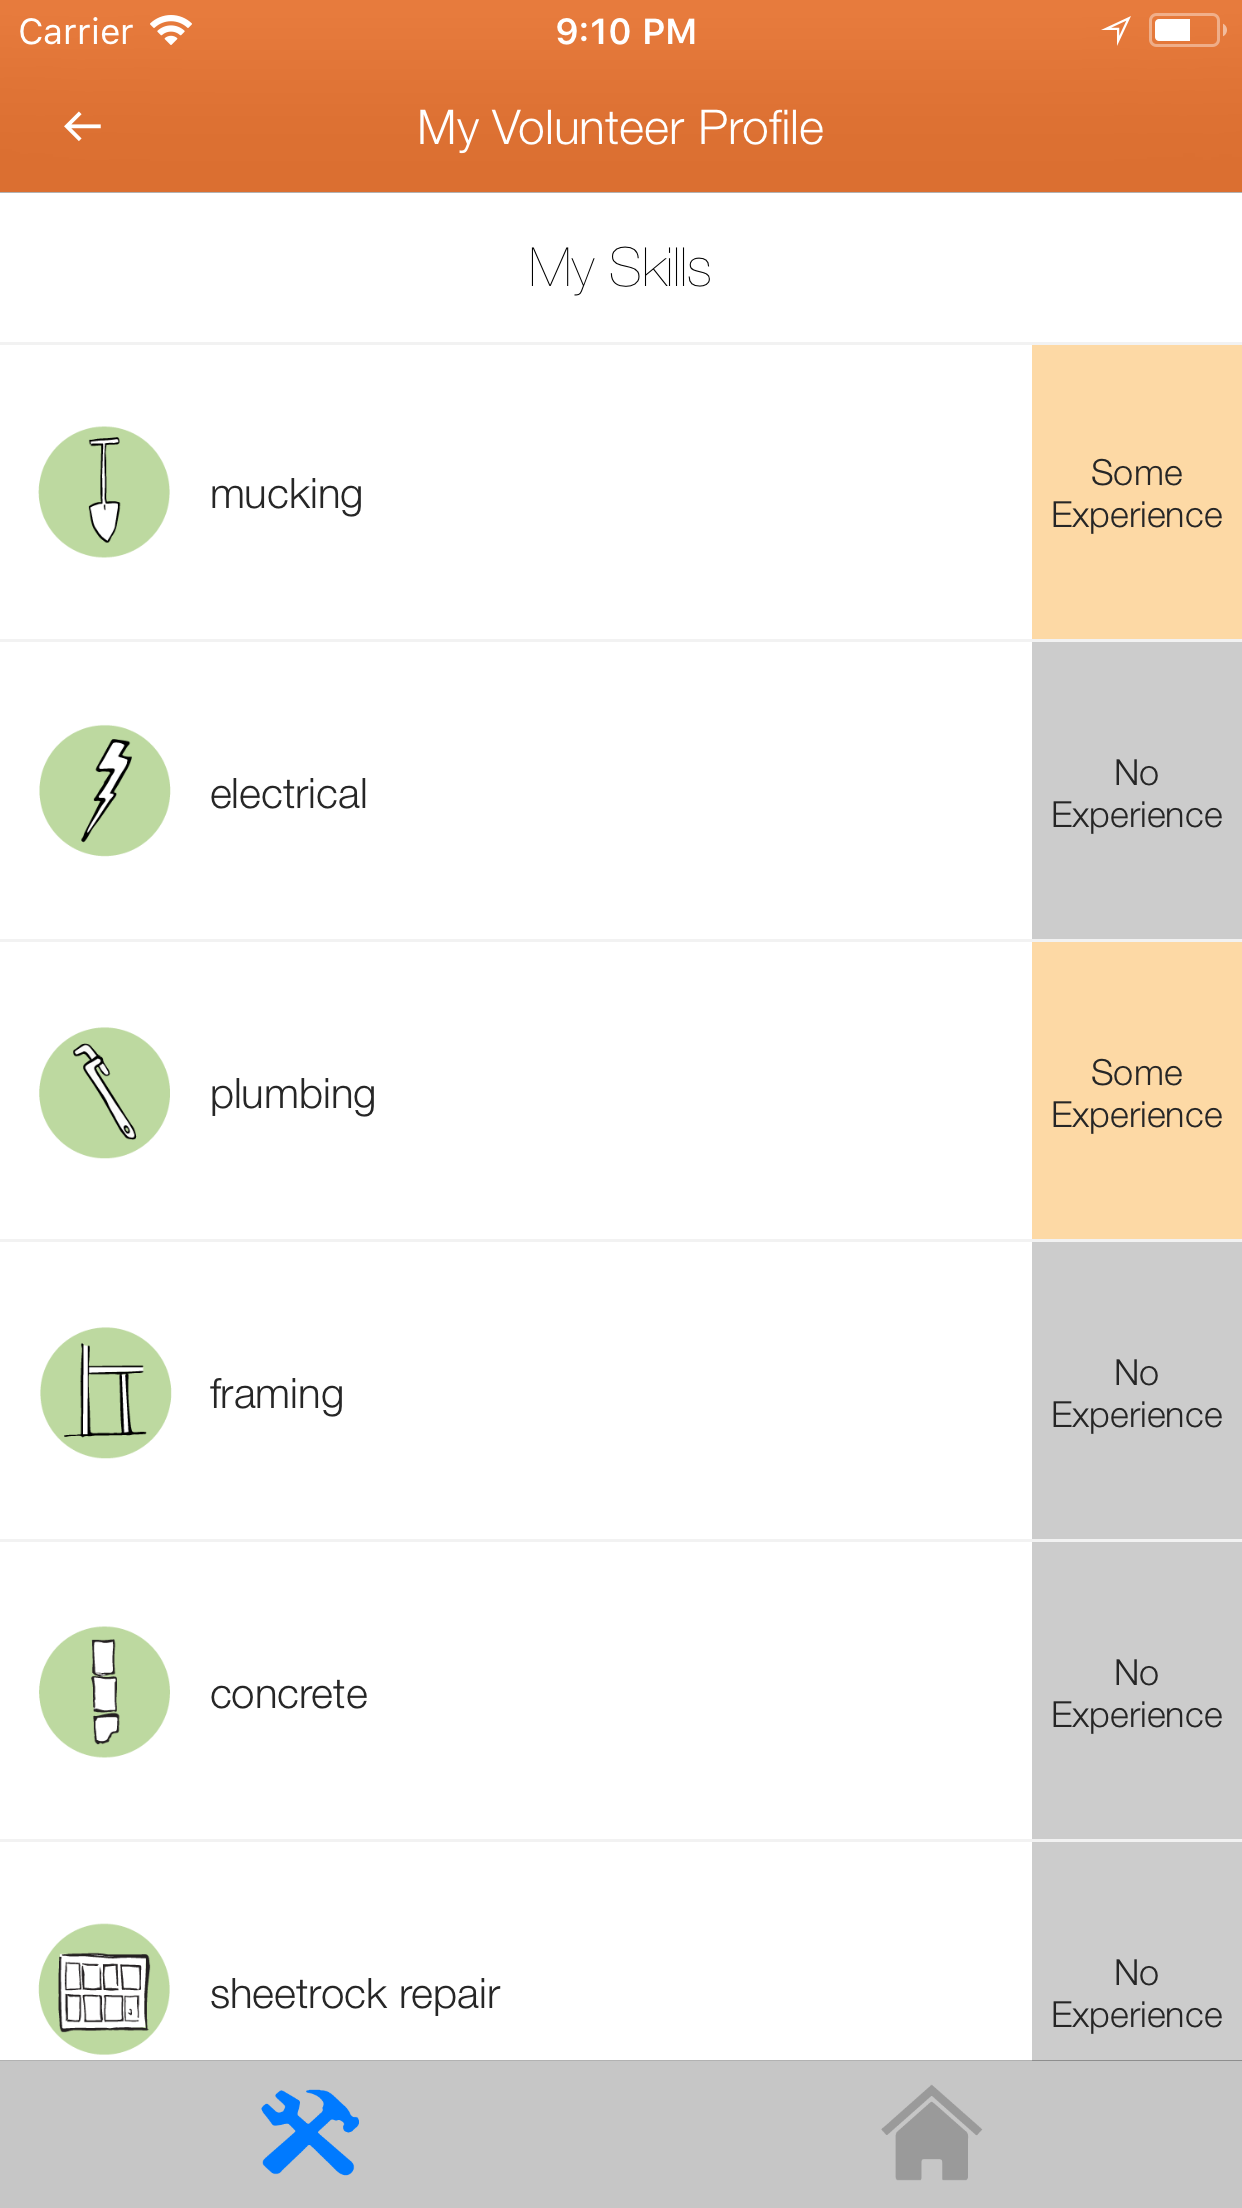 Carrier 9:10 PM
My Volunteer Profile
My Skills
mucking
Some
Experience
electrical
No
Experience
plumbing
Some
Experience
framing
No
Experience
concrete
No
Experience
sheetrock repair
No
Experience